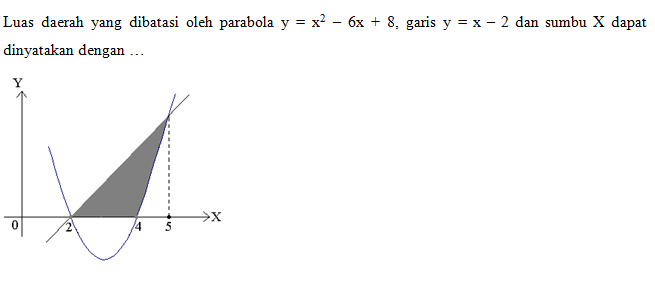 Luas daerah yang dibatasi oleh parabola y = x² − 6x + 8, garis y = x − 2 dan sumbu X dapat
dinyatakan dengan …
Y
X
0 2 4 5